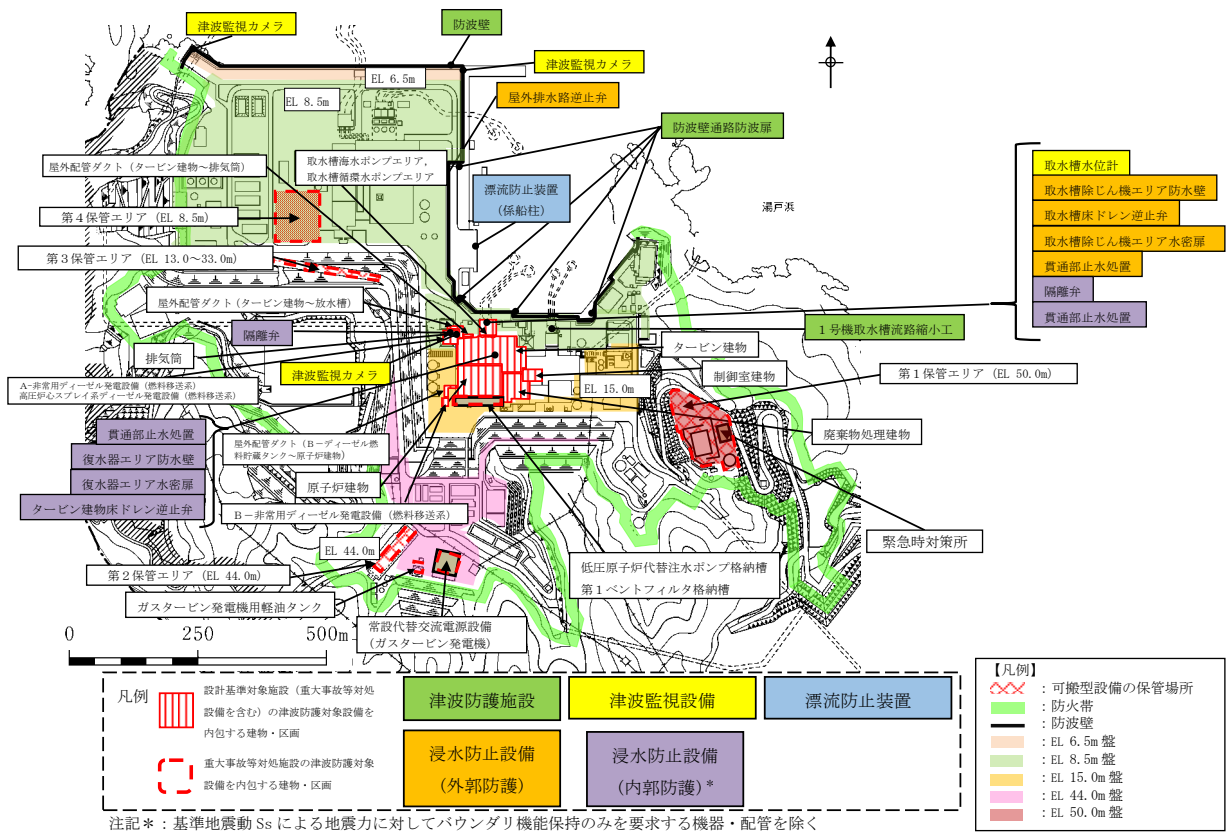 津波監視カメラ
防波壁
津波監視カメラ
EL 6.5m
EL 8.5m
屋外排水路逆止弁
防波壁通路防波扉
屋外配管ダクト（タービン建物～排気筒）
取水槽海水ポンプエリア，
取水槽循環水ポンプエリア
漂流防止装置
（係船柱）
湯戸浜
取水槽水位計
取水槽除じん機エリア防水壁
取水槽床ドレン逆止弁
取水槽除じん機エリア水密扉
貫通部止水処置
隔離弁
貫通部止水処置
第４保管エリア（EL 8.5m）
第３保管エリア（EL 13.0～33.0m）
屋外配管ダクト（タービン建物～放水槽）
隔離弁
１号機取水槽流路縮小工
排気筒
タービン建物
津波監視カメラ
制御室建物
第１保管エリア（EL 50.0m）
EL 15.0m
A-非常用ディーゼル発電設備（燃料移送系）
高圧炉心スプレイ系ディーゼル発電設備（燃料移送系）
貫通部止水処置
復水器エリア防水壁
復水器エリア水密扉
タービン建物床ドレン逆止弁
屋外配管ダクト（B－ディーゼル燃
料貯蔵タンク～原子炉建物）
廃棄物処理建物
原子炉建物
B－非常用ディーゼル発電設備（燃料移送系）
緊急時対策所
EL 44.0m
第２保管エリア（EL 44.0m）
低圧原子炉代替注水ポンプ格納槽
第１ベントフィルタ格納槽
ガスタービン発電機用軽油タンク
常設代替交流電源設備
（ガスタービン発電機）
0 250 500m
凡例
設計基準対象施設（重大事故等対処
設備を含む）の津波防護対象設備を
内包する建物・区画
重大事故等対処施設の津波防護対象
設備を内包する建物・区画
津波防護施設
津波監視設備
漂流防止装置
浸水防止設備
（外郭防護）
浸水防止設備
（内郭防護）＊
【凡例】
：可搬型設備の保管場所
：防火帯
：防波壁
：EL 6.5m 盤
：EL 8.5m 盤
：EL 15.0m 盤
：EL 44.0m 盤
：EL 50.0m 盤
注記＊：基準地震動 Ss による地震力に対してバウンダリ機能保持のみを要求する機器・配管を除く